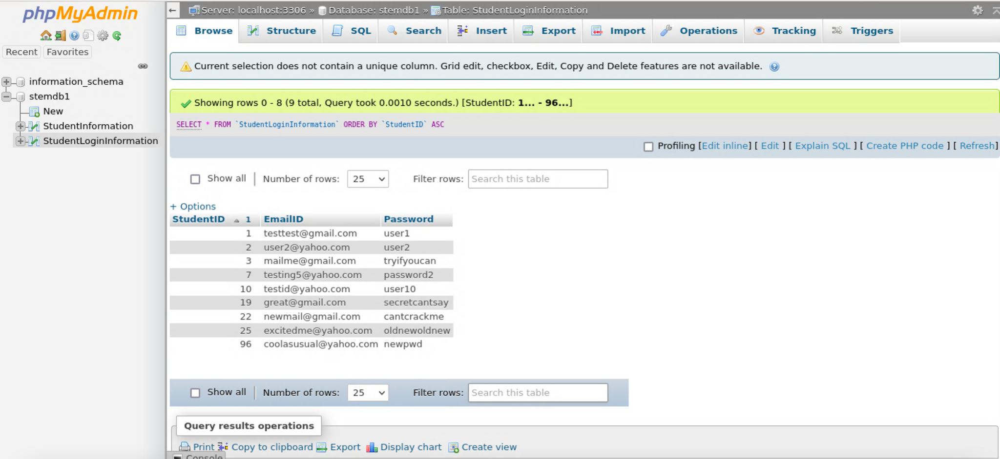 phpMyAdmin
Recent Favorites
information_schema
stemdb1
New
StudentInformation
StudentLoginInformation
Server: localhost:3306 » Database: stemdb1 » Table: StudentLoginInformation
Browse Structure SQL Search Insert Export Import Operations Tracking Triggers
Current selection does not contain a unique column. Grid edit, checkbox, Edit, Copy and Delete features are not available.
Showing rows 0 - 8 (9 total, Query took 0.0010 seconds.) [StudentID: 1... - 96...]
SELECT * FROM `StudentLoginInformation` ORDER BY `StudentID` ASC
Profiling [Edit inline] [ Edit ] [ Explain SQL ] [ Create PHP code ] [ Refresh]
Show all | Number of rows: 25 Filter rows: Search this table
+ Options
StudentID 1 EmailID Password
1 testtest@gmail.com user1
2 user2@yahoo.com user2
3 mailme@gmail.com tryifyoucan
7 testing5@yahoo.com password2
10 testid@yahoo.com user10
19 great@gmail.com secretcantsay
22 newmail@gmail.com cantcrackme
25 excitedme@yahoo.com oldnewoldnew
96 coolasusual@yahoo.com newpwd
Show all | Number of rows: 25 Filter rows: Search this table
Query results operations
Print Copy to clipboard Export Display chart Create view
Console